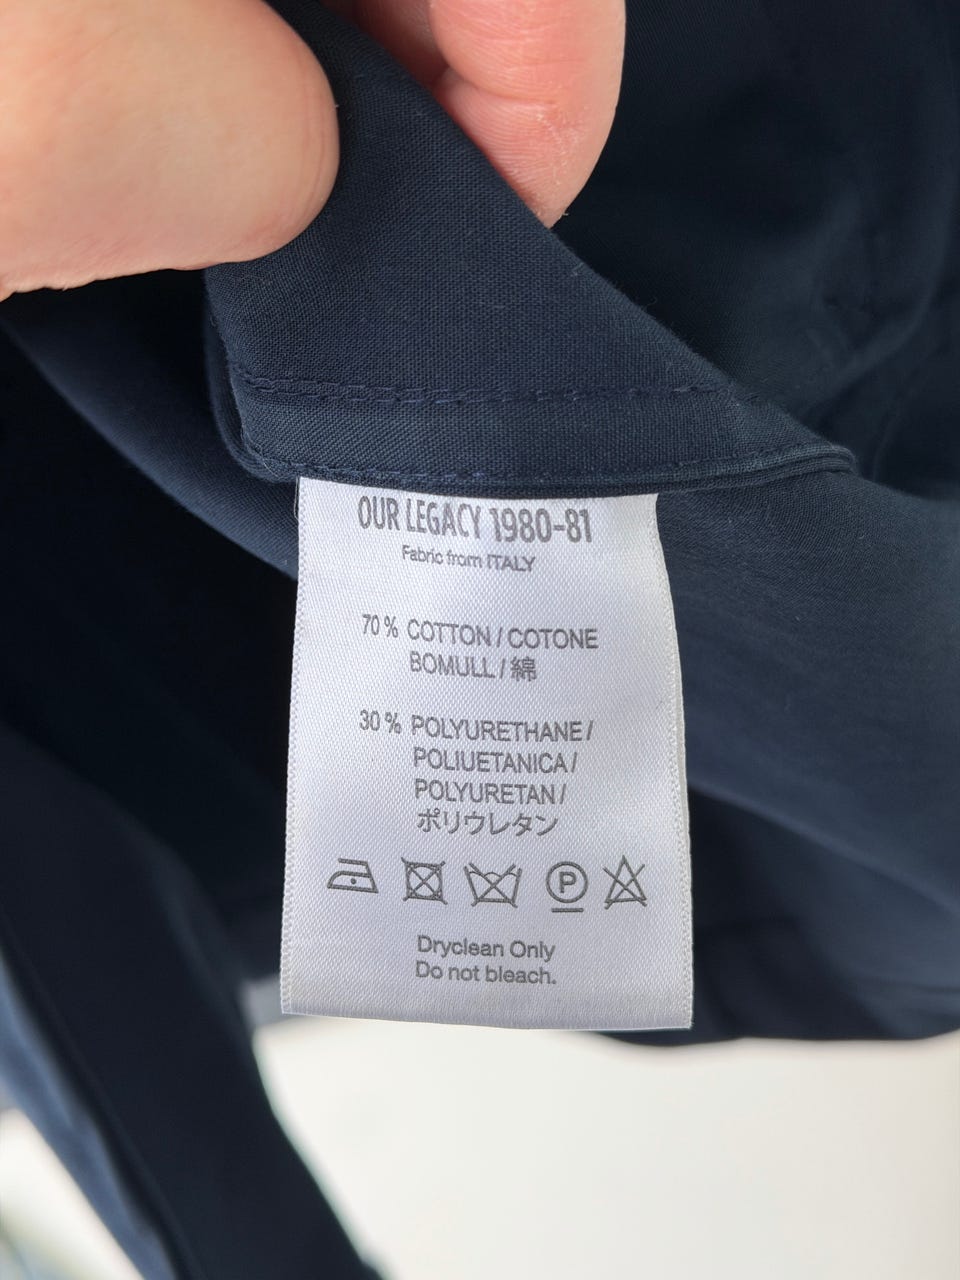 OUR LEGACY 1980-81
Fabric from ITALY
70 % COTTON / COTONE
BOMULL / 綿
30 % POLYURETHANE /
POLIUETANICA /
POLYURETAN /
ポリウレタン
P
Dryclean Only
Do not bleach.